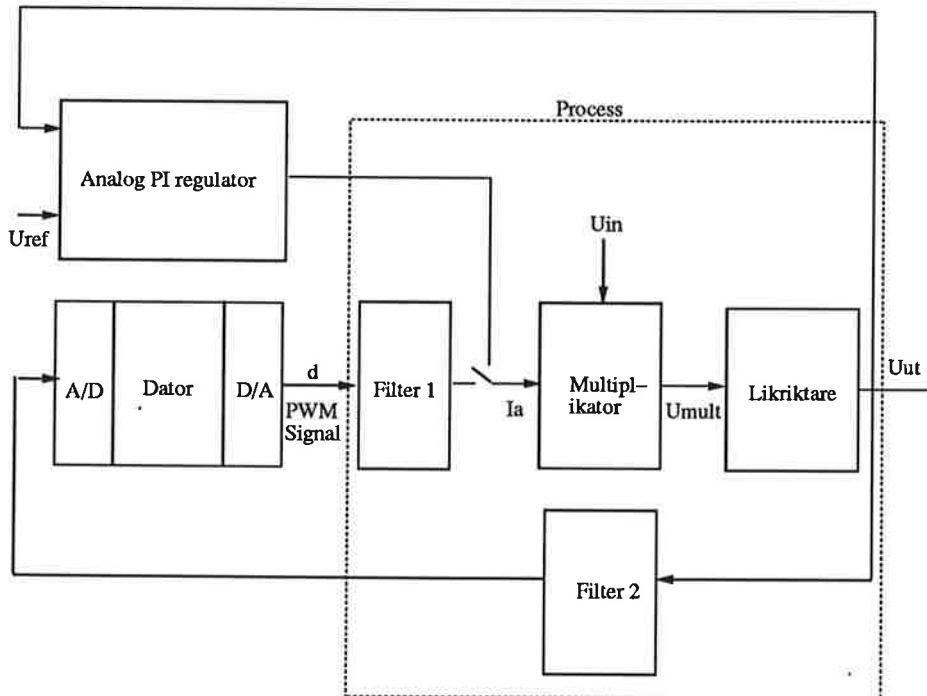 Process
Analog PI regulator
Uref
Uin
A/D
Dator
D/A
d
PWM
Signal
Filter 1
Ia
Multipl–
ikator
Umult
Likriktare
Uut
Filter 2